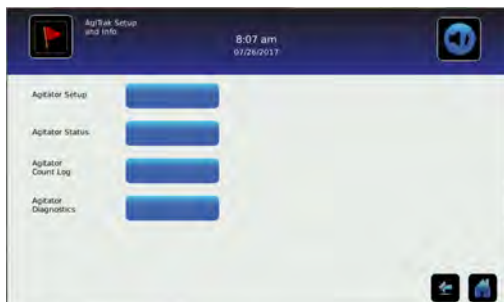 AgiTrak Setup
and Info
8:07 am
07/26/2017
Agitator Setup
Agitator Status
Agitator
Count Log
Agitator
Diagnostics